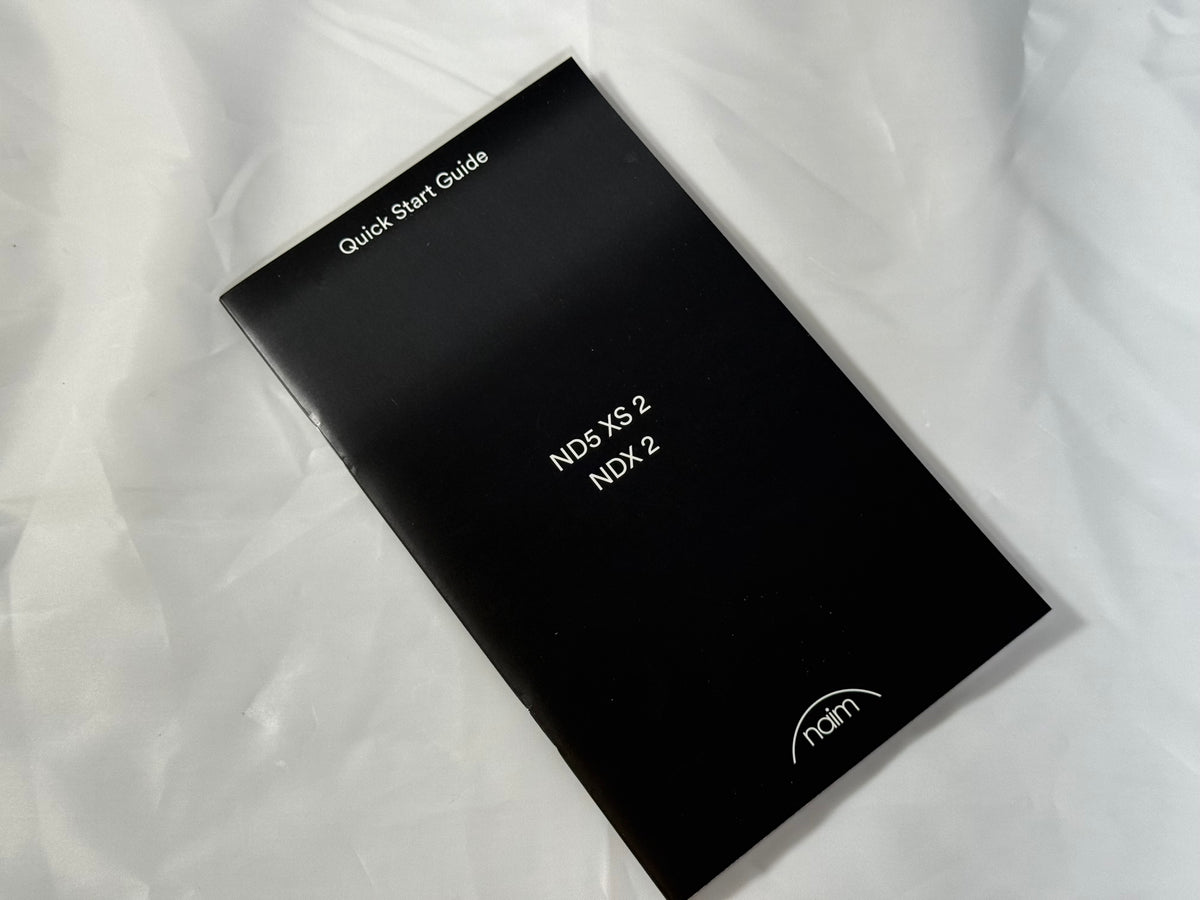 Quick Start Guide
ND5 XS 2
NDX 2
naim